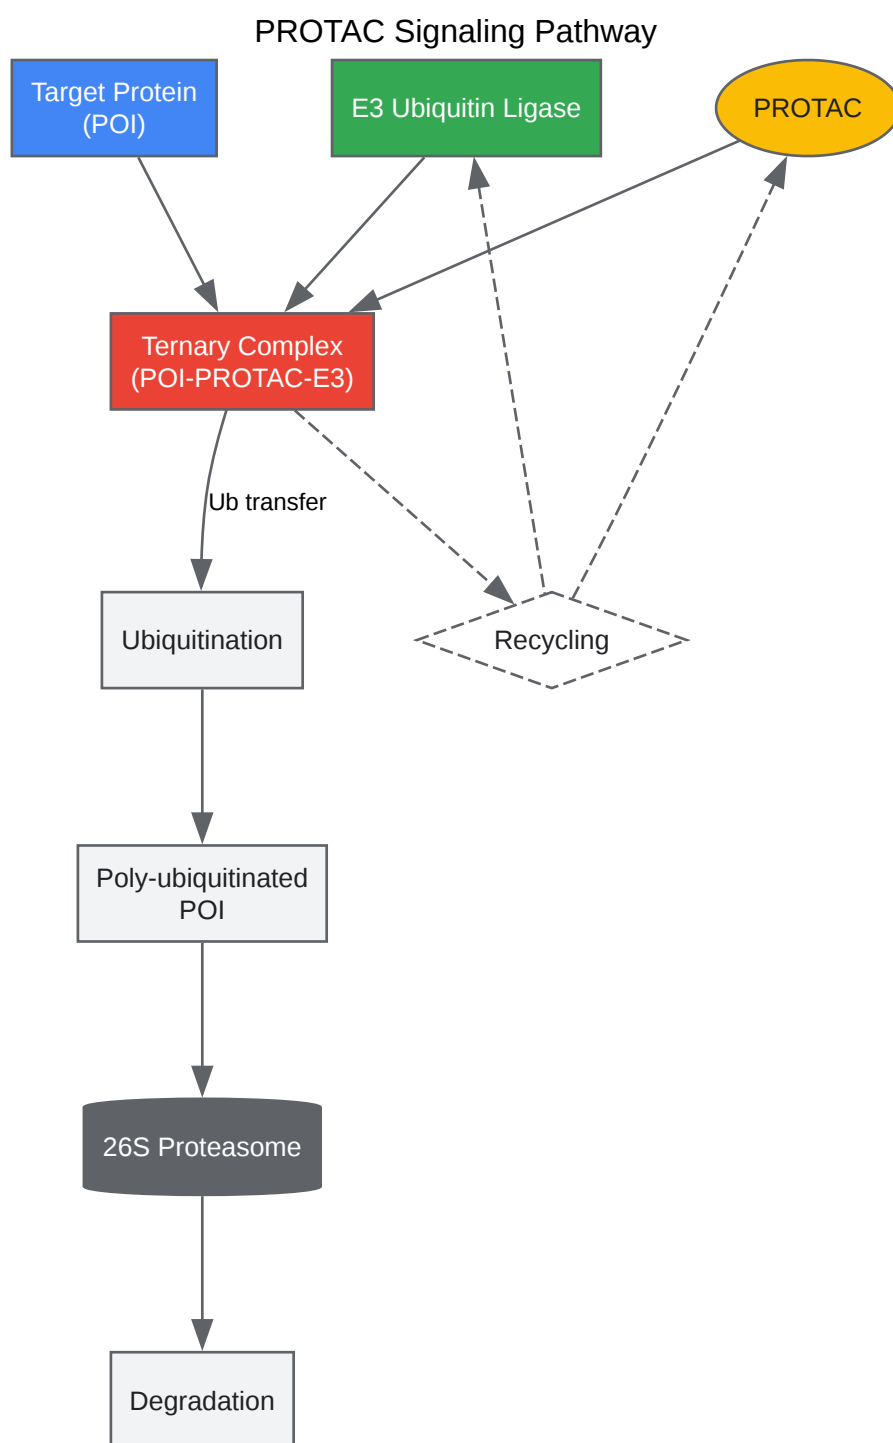 PROTAC Signaling Pathway
Target Protein
(POI)
E3 Ubiquitin Ligase
PROTAC
Ternary Complex
(POI-PROTAC-E3)
Ub transfer
Ubiquitination
Recycling
Poly-ubiquitinated
POI
26S Proteasome
Degradation